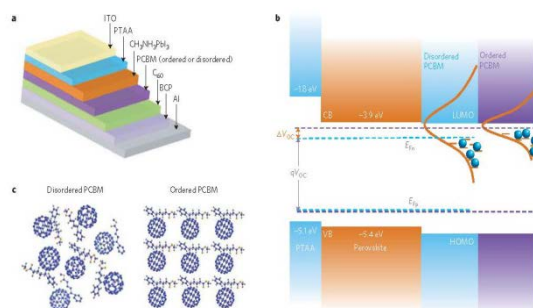 a
ITO
PTAA
CH3NH3PbI3
PCBM (ordered or disordered)
C60
BCP
Al
b
Disordered
PCBM
Ordered
PCBM
−1.8 eV
CB
−3.9 eV
LUMO
ΔVOC
EFn
qVOC
EFp
−5.1 eV
PTAA
VB
−5.4 eV
Perovskite
HOMO
c
Disordered PCBM
Ordered PCBM